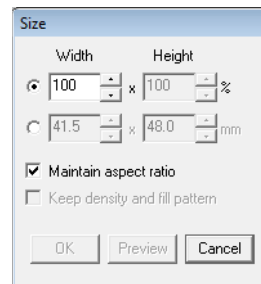 Size
Width Height
100 x 100 %
41.5 x 48.0 mm
Maintain aspect ratio
Keep density and fill pattern
OK Preview Cancel